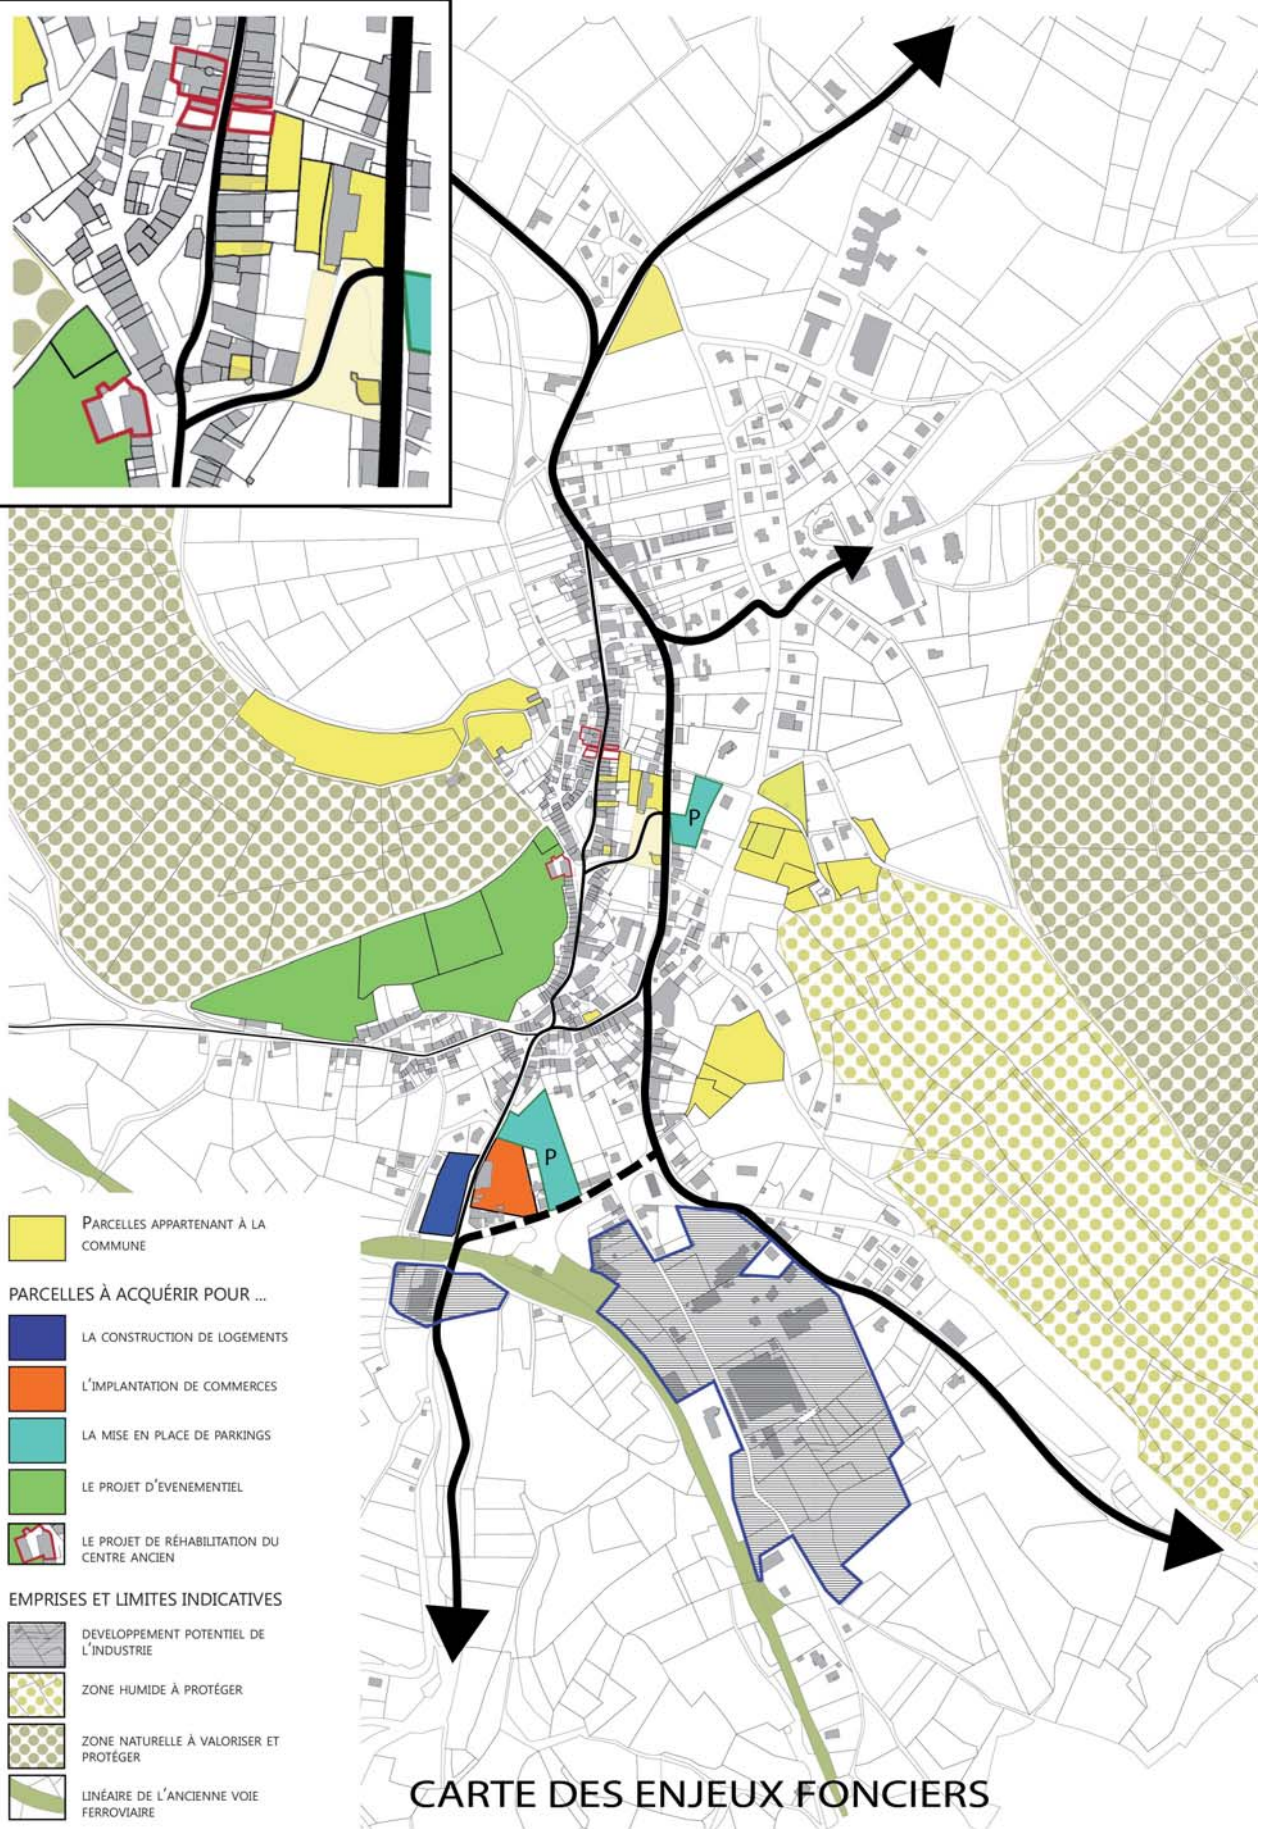 P
P
PARCELLES APPARTENANT À LA
COMMUNE
PARCELLES À ACQUÉRIR POUR ...
LA CONSTRUCTION DE LOGEMENTS
L'IMPLANTATION DE COMMERCES
LA MISE EN PLACE DE PARKINGS
LE PROJET D'EVENEMENTIEL
LE PROJET DE RÉHABILITATION DU
CENTRE ANCIEN
EMPRISES ET LIMITES INDICATIVES
DEVELOPPEMENT POTENTIEL DE
L'INDUSTRIE
ZONE HUMIDE À PROTÉGER
ZONE NATURELLE À VALORISER ET
PROTÉGER
LINÉAIRE DE L'ANCIENNE VOIE
FERROVIAIRE
CARTE DES ENJEUX FONCIERS